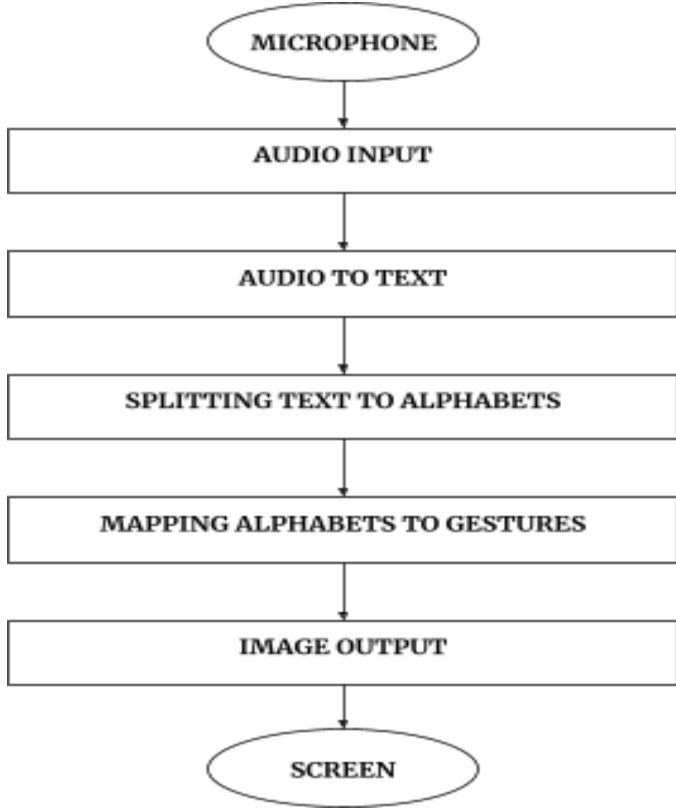 MICROPHONE
AUDIO INPUT
AUDIO TO TEXT
SPLITTING TEXT TO ALPHABETS
MAPPING ALPHABETS TO GESTURES
IMAGE OUTPUT
SCREEN